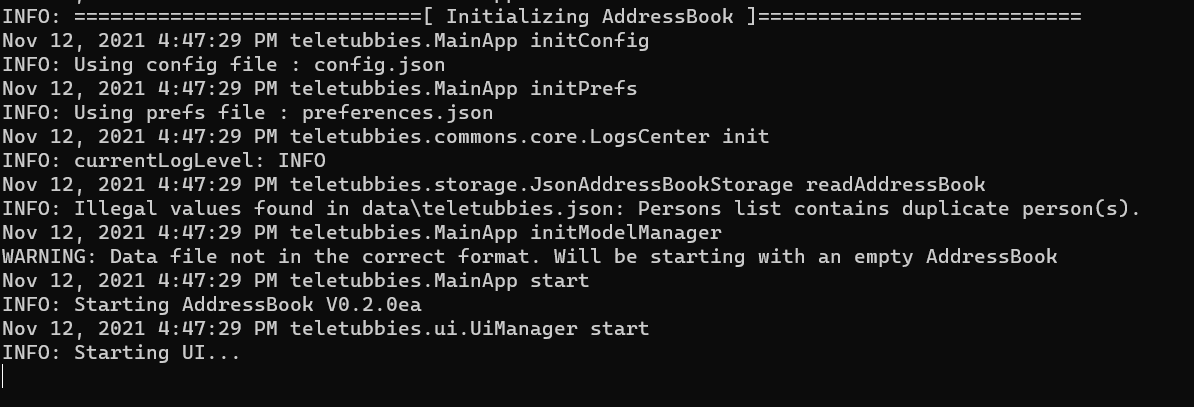 INFO: =============================[ Initializing AddressBook ]===========================
Nov 12, 2021 4:47:29 PM teletubbies.MainApp initConfig
INFO: Using config file : config.json
Nov 12, 2021 4:47:29 PM teletubbies.MainApp initPrefs
INFO: Using prefs file : preferences.json
Nov 12, 2021 4:47:29 PM teletubbies.commons.core.LogsCenter init
INFO: currentLogLevel: INFO
Nov 12, 2021 4:47:29 PM teletubbies.storage.JsonAddressBookStorage readAddressBook
INFO: Illegal values found in data\teletubbies.json: Persons list contains duplicate person(s).
Nov 12, 2021 4:47:29 PM teletubbies.MainApp initModelManager
WARNING: Data file not in the correct format. Will be starting with an empty AddressBook
Nov 12, 2021 4:47:29 PM teletubbies.MainApp start
INFO: Starting AddressBook V0.2.0ea
Nov 12, 2021 4:47:29 PM teletubbies.ui.UiManager start
INFO: Starting UI...